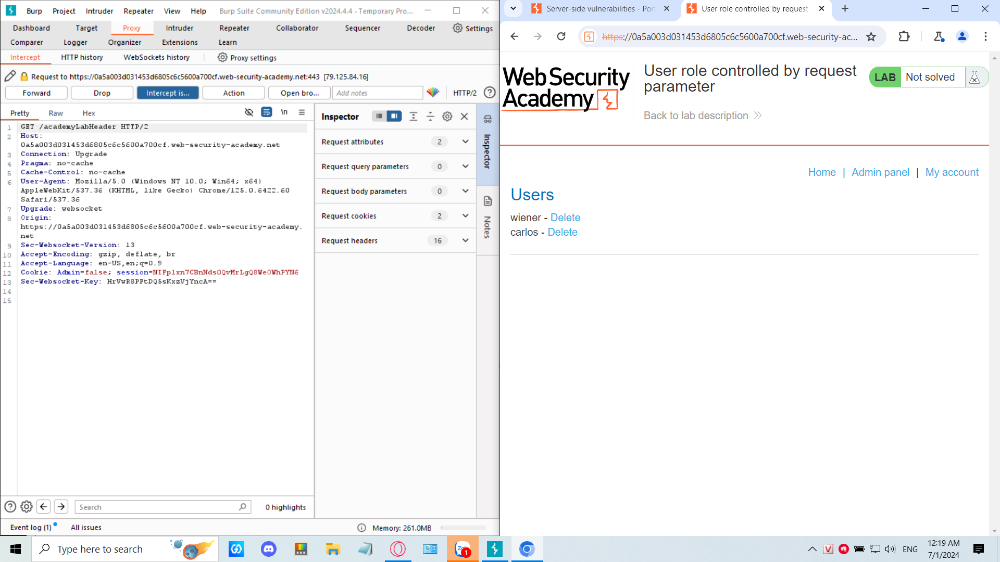 Burp Project Intruder Repeater View Help Burp Suite Community Edition v2024.4.4 - Temporary Pro...
Dashboard Target Proxy Intruder Repeater Collaborator Sequencer Decoder Settings
Comparer Logger Organizer Extensions Learn
Intercept HTTP history WebSockets history Proxy settings
Request to https://0a5a003d031453d6805c6c5600a700cf.web-security-academy.net:443 [79.125.84.16]
Forward Drop Intercept is... Action Open bro... Add notes HTTP/2
Pretty Raw Hex \n
1 GET /academyLabHeader HTTP/2
2 Host:
0a5a003d031453d6805c6c5600a700cf.web-security-academy.net
3 Connection: Upgrade
4 Pragma: no-cache
5 Cache-Control: no-cache
6 User-Agent: Mozilla/5.0 (Windows NT 10.0; Win64; x64)
AppleWebKit/537.36 (KHTML, like Gecko) Chrome/125.0.6422.60
Safari/537.36
7 Upgrade: websocket
8 Origin:
https://0a5a003d031453d6805c6c5600a700cf.web-security-academy.
net
9 Sec-Websocket-Version: 13
10 Accept-Encoding: gzip, deflate, br
11 Accept-Language: en-US,en;q=0.9
12 Cookie: Admin=false; session=
13 Sec-Websocket-Key:
14
15
Inspector
Request attributes 2
Request query parameters 0
Request body parameters 0
Request cookies 2
Request headers 16
Inspector
Notes
Search 0 highlights
Event log (1) All issues Memory: 261.0MB
Server-side vulnerabilities - Por
User role controlled by request
https://0a5a003d031453d6805c6c5600a700cf.web-security-ac...
Web Security
Academy
User role controlled by request
parameter
Back to lab description
LAB Not solved
Home | Admin panel | My account
Users
wiener - Delete
carlos - Delete
Type here to search
1
ENG
12:19 AM
7/1/2024